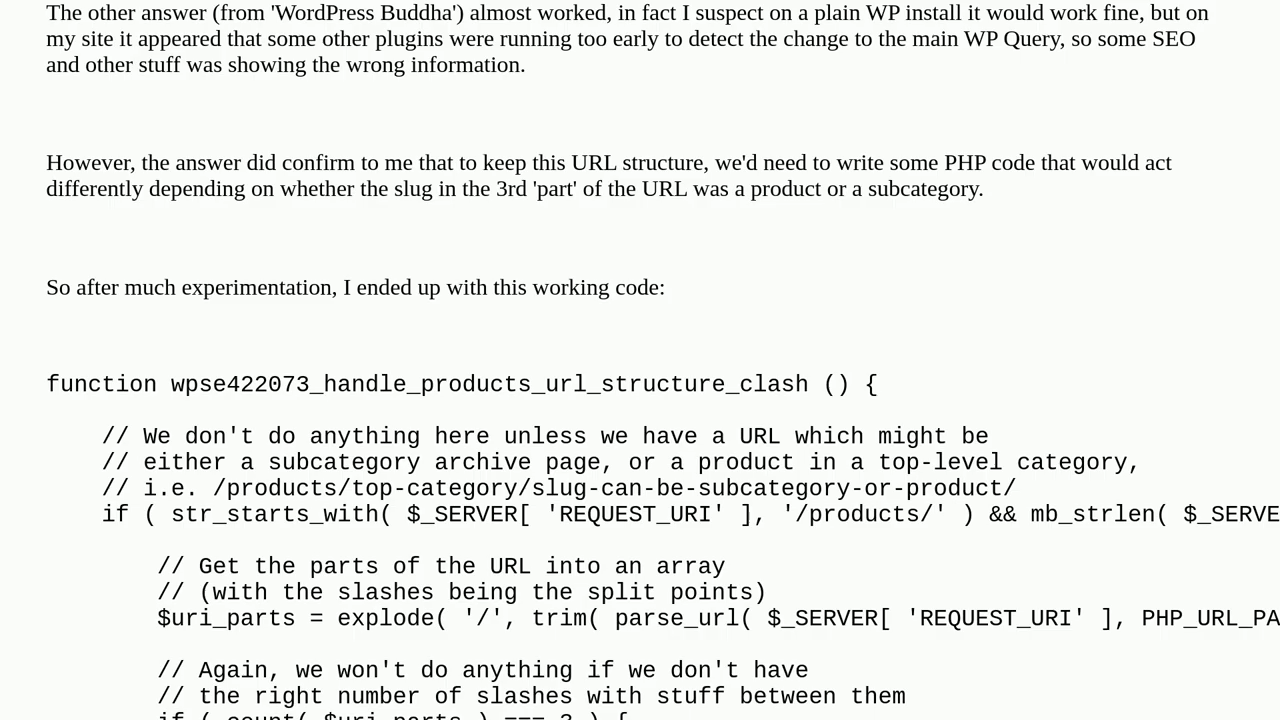 The other answer (from 'WordPress Buddha') almost worked, in fact I suspect on a plain WP install it would work fine, but on
my site it appeared that some other plugins were running too early to detect the change to the main WP Query, so some SEO
and other stuff was showing the wrong information.
However, the answer did confirm to me that to keep this URL structure, we'd need to write some PHP code that would act
differently depending on whether the slug in the 3rd 'part' of the URL was a product or a subcategory.
So after much experimentation, I ended up with this working code:
function wpse422073_handle_products_url_structure_clash () {
    // We don't do anything here unless we have a URL which might be
    // either a subcategory archive page, or a product in a top-level category,
    // i.e. /products/top-category/slug-can-be-subcategory-or-product/
    if ( str_starts_with( $_SERVER[ 'REQUEST_URI' ], '/products/' ) && mb_strlen( $_SERVE
        // Get the parts of the URL into an array
        // (with the slashes being the split points)
        $uri_parts = explode( '/', trim( parse_url( $_SERVER[ 'REQUEST_URI' ], PHP_URL_PA
        // Again, we won't do anything if we don't have
        // the right number of slashes with stuff between them
        if ( count( $uri_parts ) === 3 ) {